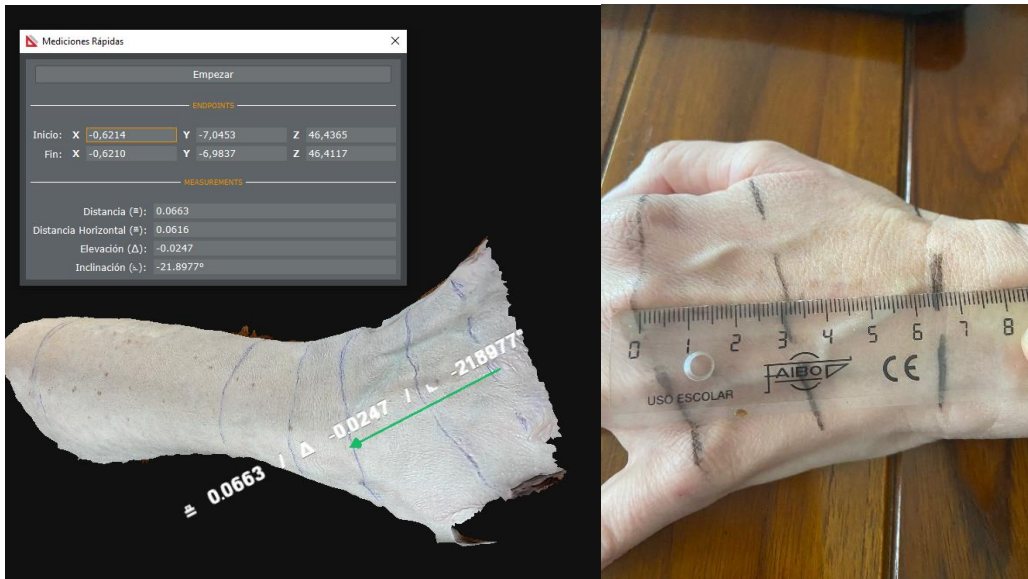 Mediciones Rápidas
Empezar
ENDPOINTS
Inicio: X -0,6214 Y -7,0453 Z 46,4365
Fin: X -0,6210 Y -6,9837 Z 46,4117
MEASUREMENTS
Distancia (≞): 0.0663
Distancia Horizontal (≞): 0.0616
Elevación (Δ): -0.0247
Inclinación (⊾): -21.8977°
≞ 0.0663 / Δ -0.0247 / ⊾ -21.8977°
0 1 2 3 4 5 6 7 8
AIBO CE
USO ESCOLAR